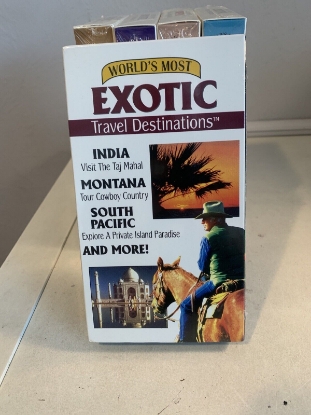 WORLD'S MOST
EXOTIC
Travel Destinations™
INDIA
Visit The Taj Mahal
MONTANA
Tour Cowboy Country
SOUTH
PACIFIC
Explore A Private Island Paradise
AND MORE!